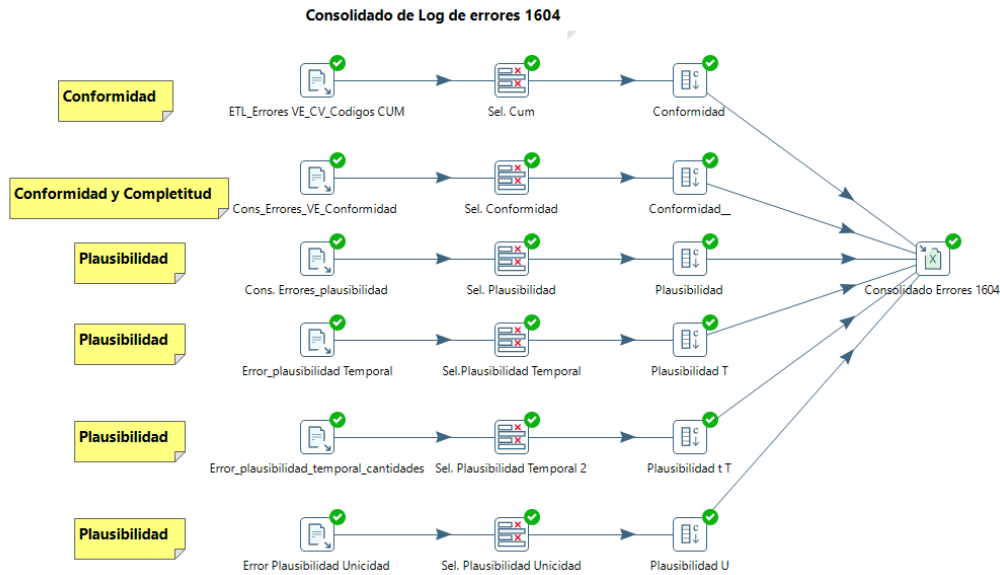 Consolidado de Log de errores 1604
Conformidad
ETL_Errores VE_CV_Codigos CUM
Sel. Cum
Conformidad
Conformidad y Completitud
Cons_Errores_VE_Conformidad
Sel. Conformidad
Conformidad__
Plausibilidad
Cons. Errores_plausibilidad
Sel. Plausibilidad
Plausibilidad
Consolidado Errores 1604
Plausibilidad
Error_plausibilidad Temporal
Sel.Plausibilidad Temporal
Plausibilidad T
Plausibilidad
Error_plausibilidad_temporal_cantidades
Sel. Plausibilidad Temporal 2
Plausibilidad t T
Plausibilidad
Error Plausibilidad Unicidad
Sel. Plausibilidad Unicidad
Plausibilidad U